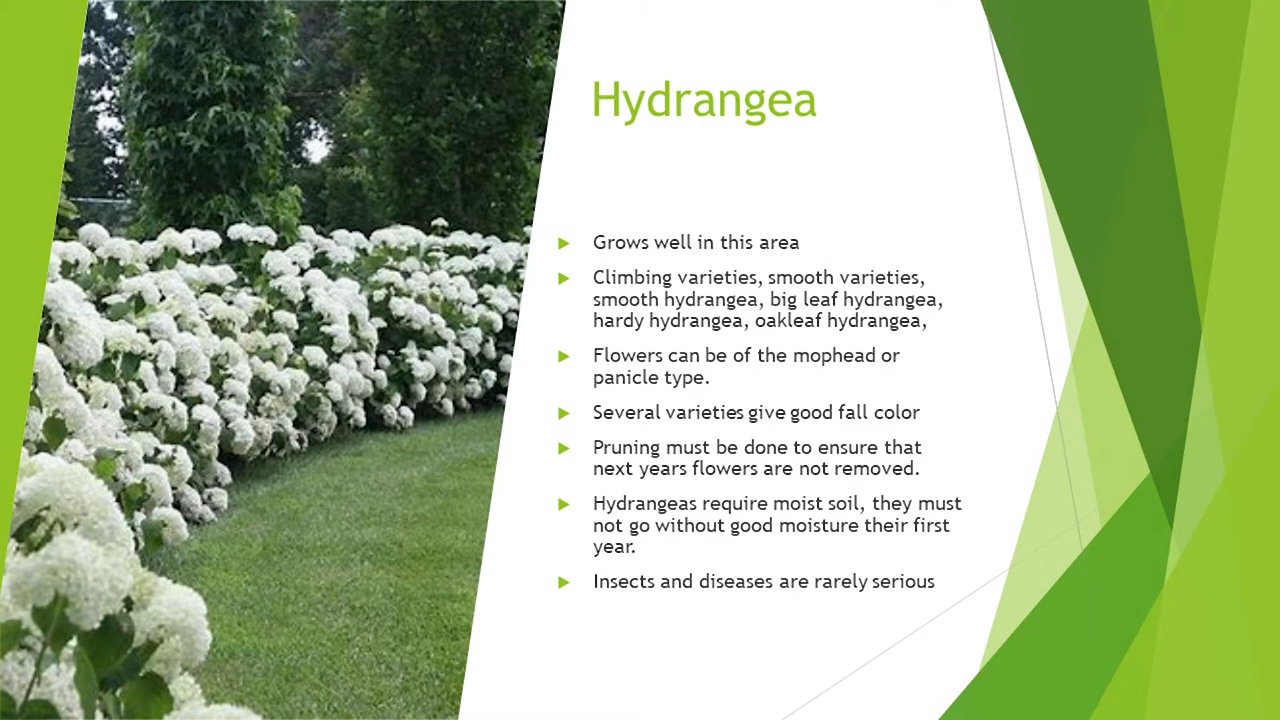 Hydrangea
Grows well in this area
Climbing varieties, smooth varieties,
smooth hydrangea, big leaf hydrangea,
hardy hydrangea, oakleaf hydrangea,
Flowers can be of the mophead or
panicle type.
Several varieties give good fall color
Pruning must be done to ensure that
next years flowers are not removed.
Hydrangeas require moist soil, they must
not go without good moisture their first
year.
Insects and diseases are rarely serious